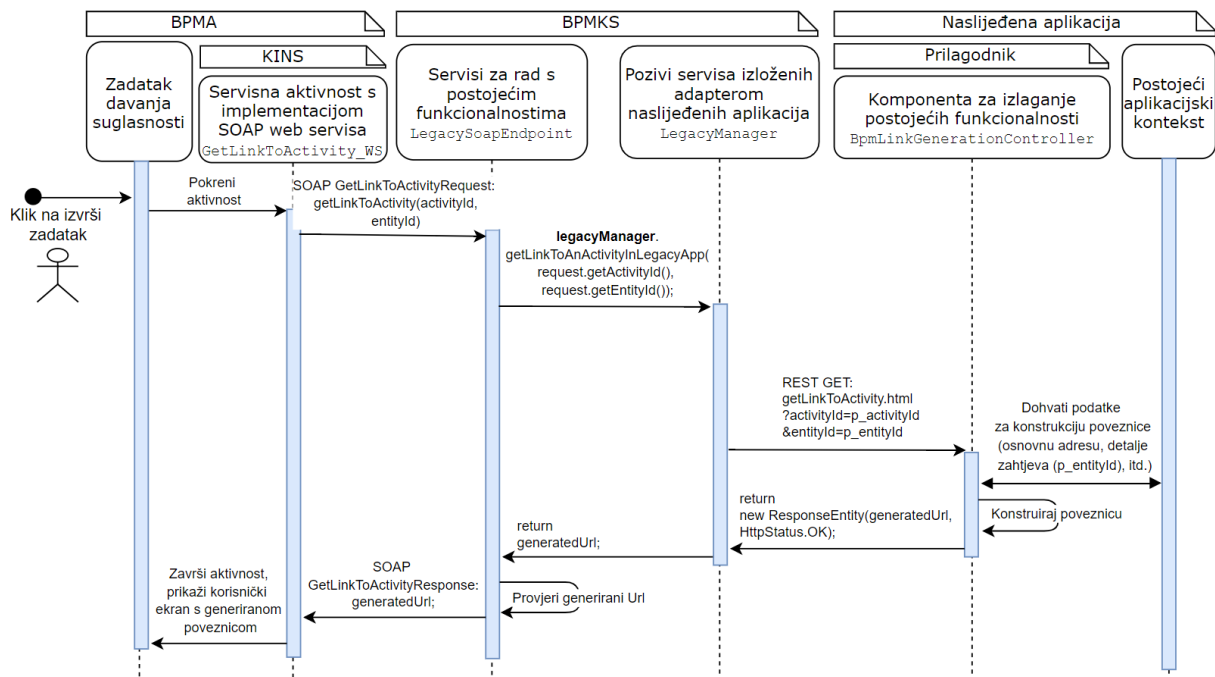 BPMA
BPMKS
Naslijeđena aplikacija
KINS
Prilagodnik
Zadatak
davanja
suglasnosti
Servisna aktivnost s
implementacijom
SOAP web servisa
GetLinkToActivity_WS
Servisi za rad s
postojećim
funkcionalnostima
LegacySoapEndpoint
Pozivi servisa izloženih
adapterom
naslijeđenih aplikacija
LegacyManager
Komponenta za izlaganje
postojećih funkcionalnosti
BpmLinkGenerationController
Postojeći
aplikacijski
kontekst
Klik na izvrši
zadatak
Pokreni
aktivnost
SOAP GetLinkToActivityRequest:
getLinkToActivity(activityId,
entityId)
legacyManager.
getLinkToAnActivityInLegacyApp(
request.getActivityId(),
request.getEntityId());
REST GET:
getLinkToActivity.html
?activityId=p_activityId
&entityId=p_entityId
Dohvati podatke
za konstrukciju poveznice
(osnovnu adresu, detalje
zahtjeva (p_entityId), itd.)
Konstruiraj poveznicu
return
new ResponseEntity(generatedUrl,
HttpStatus.OK);
return
generatedUrl;
Provjeri generirani Url
SOAP
GetLinkToActivityResponse:
generatedUrl;
Završi aktivnost,
prikaži korisnički
ekran s generiranom
poveznicom